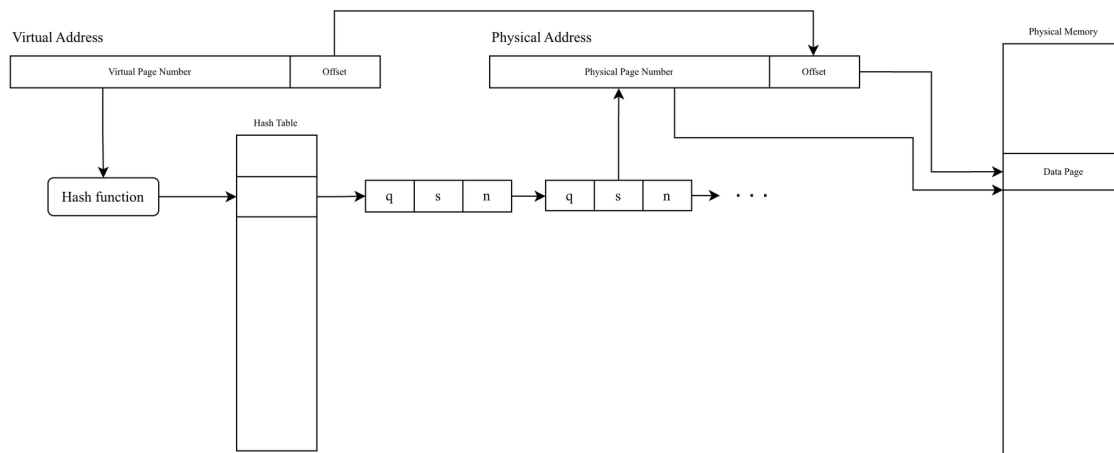 Physical Memory
Virtual Address
Physical Address
Virtual Page Number
Offset
Physical Page Number
Offset
Hash Table
Data Page
Hash function
q
s
n
q
s
n
. . .